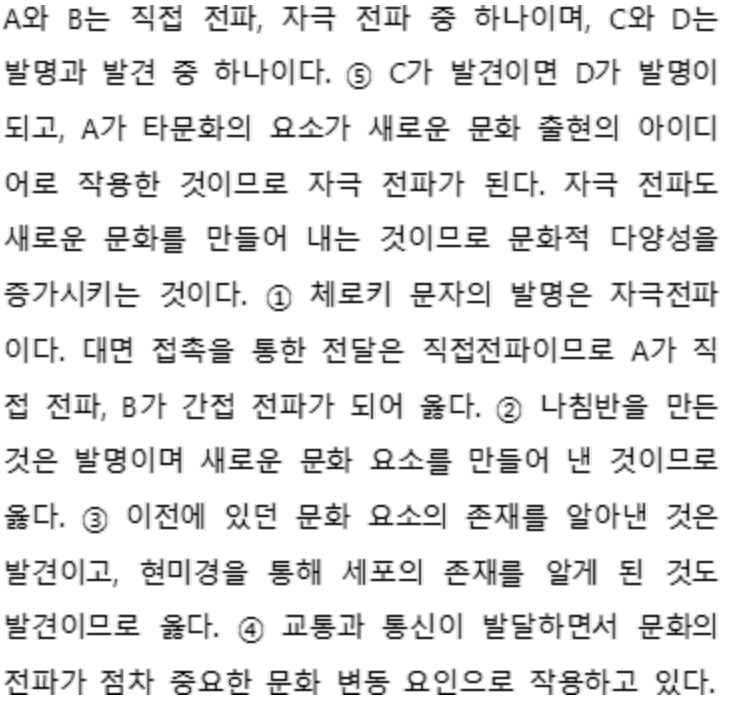 A와 B는 직접 전파, 자극 전파 중 하나이며, C와 D는
발명과 발견 중 하나이다. ⑤ C가 발견이면 D가 발명이
되고, A가 타문화의 요소가 새로운 문화 출현의 아이디
어로 작용한 것이므로 자극 전파가 된다. 자극 전파도
새로운 문화를 만들어 내는 것이므로 문화적 다양성을
증가시키는 것이다. ① 체로키 문자의 발명은 자극전파
이다. 대면 접촉을 통한 전달은 직접전파이므로 A가 직
접 전파, B가 간접 전파가 되어 옳다. ② 나침반을 만든
것은 발명이며 새로운 문화 요소를 만들어 낸 것이므로
옳다. ③ 이전에 있던 문화 요소의 존재를 알아낸 것은
발견이고, 현미경을 통해 세포의 존재를 알게 된 것도
발견이므로 옳다. ④ 교통과 통신이 발달하면서 문화의
전파가 점차 중요한 문화 변동 요인으로 작용하고 있다.